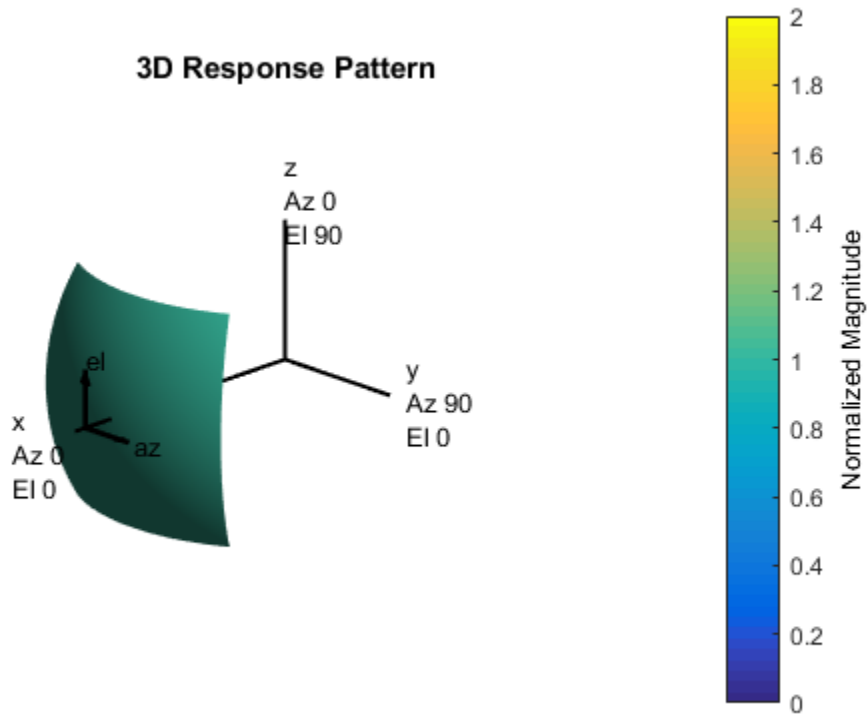 3D Response Pattern
z
Az 0
El 90
el
az
x
Az 0
El 0
y
Az 90
El 0
2
1.8
1.6
1.4
1.2
1
0.8
0.6
0.4
0.2
0
Normalized Magnitude